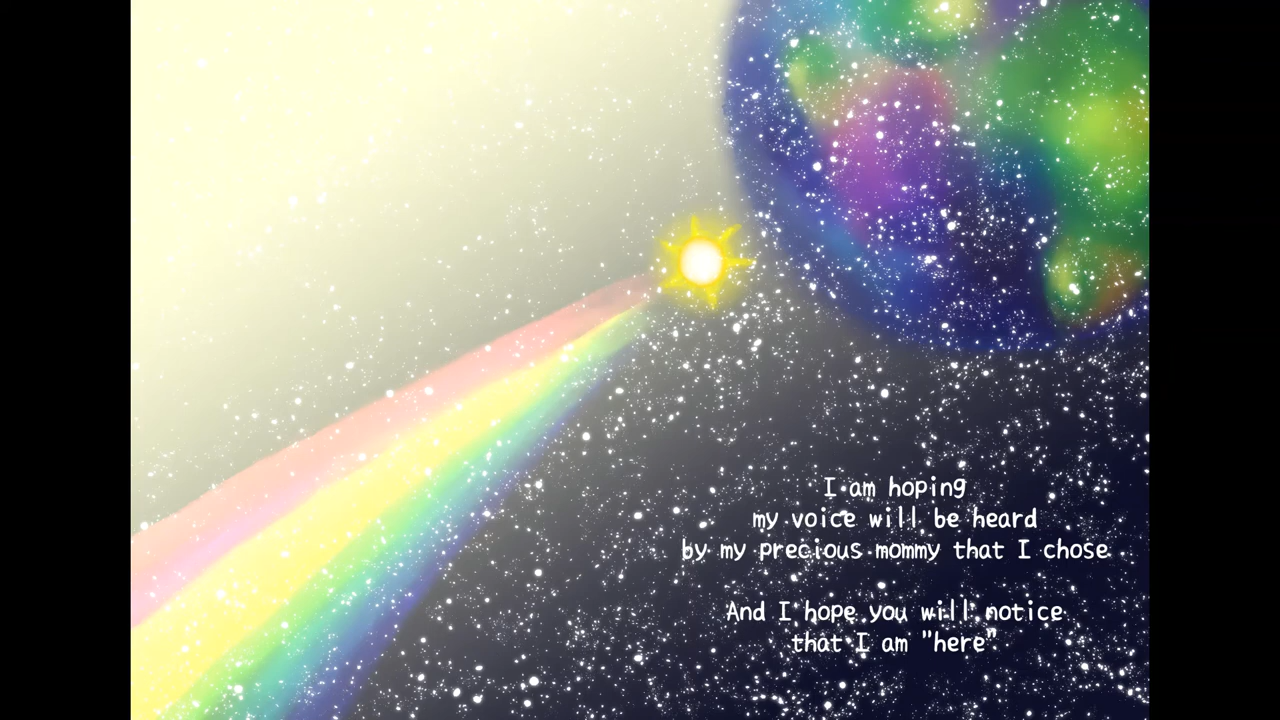 I am hoping
my voice will be heard
by my precious mommy that I chose
And I hope you will notice
that I am "here"